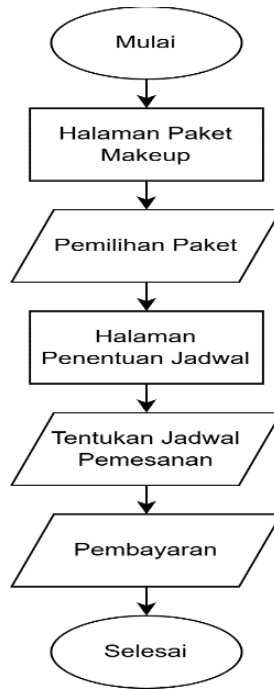 Mulai
Halaman Paket
Makeup
Pemilihan Paket
Halaman
Penentuan Jadwal
Tentukan Jadwal
Pemesanan
Pembayaran
Selesai